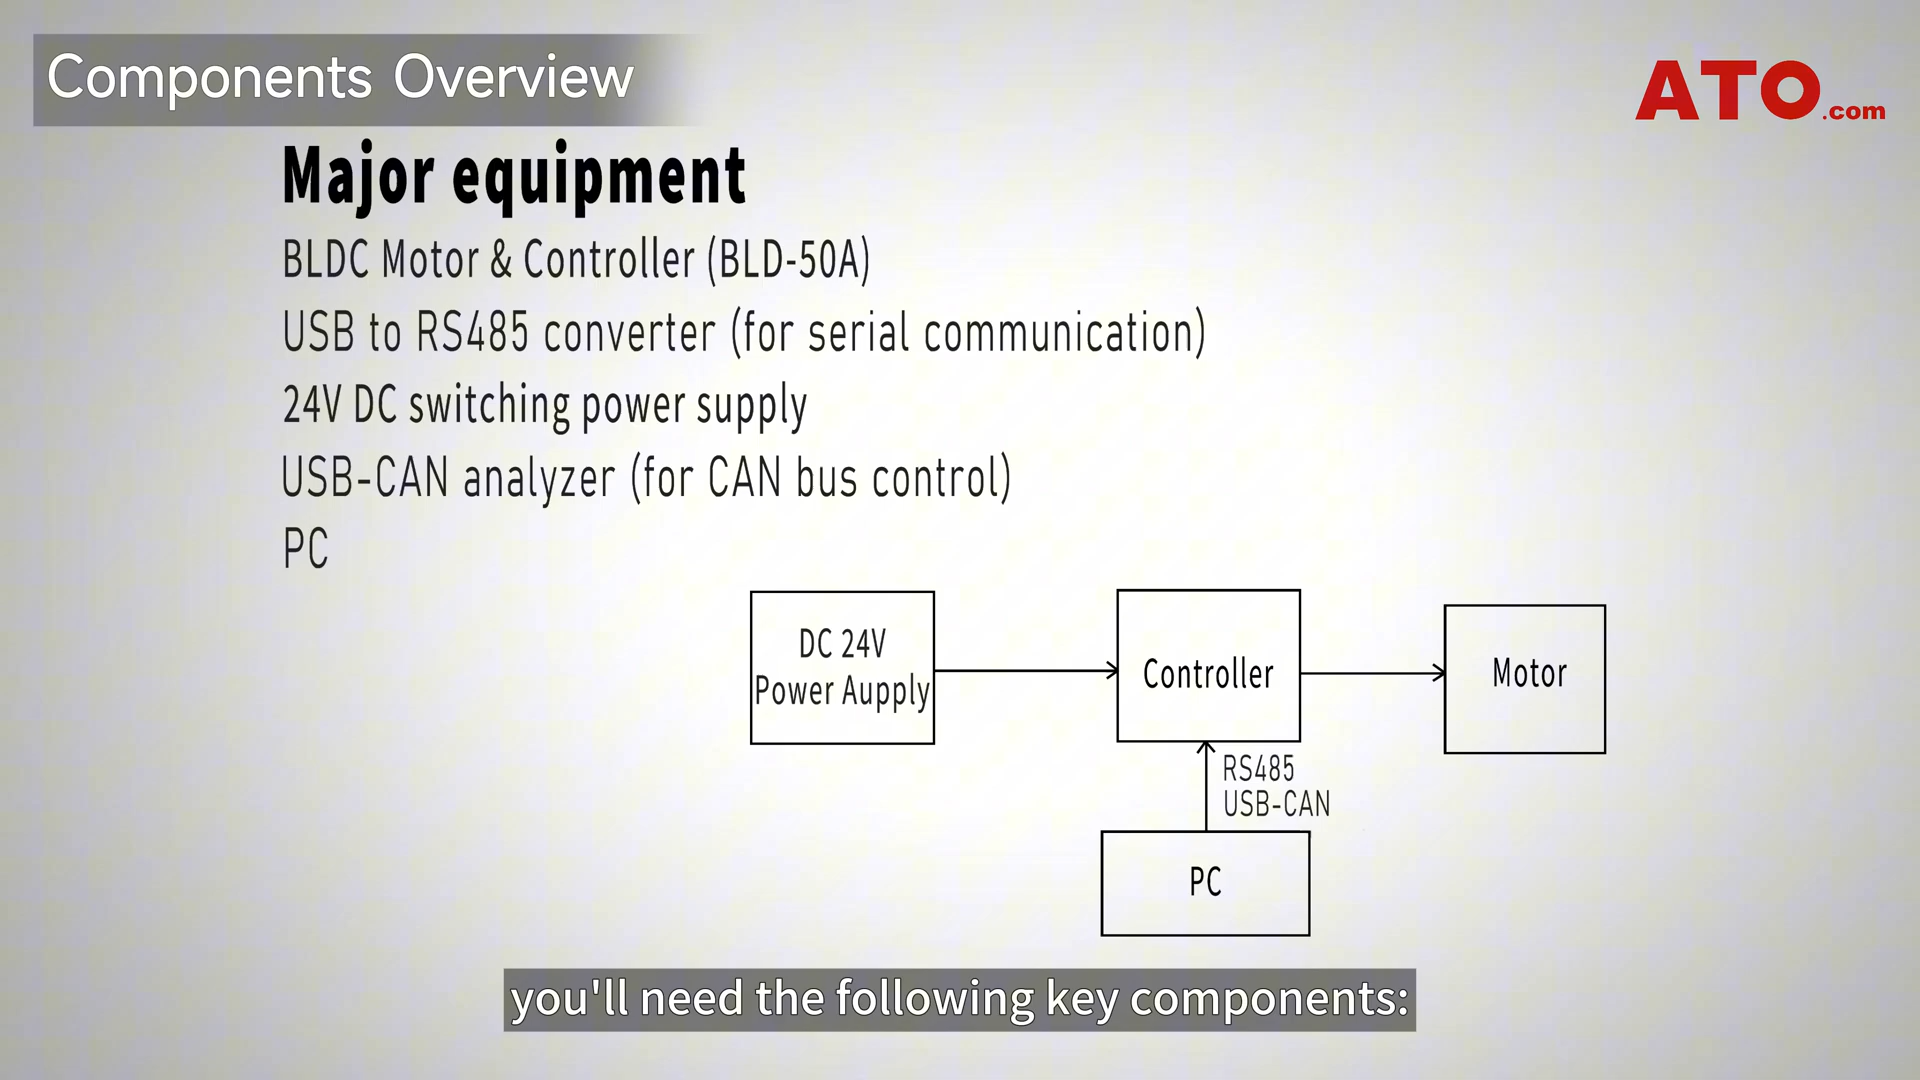 Components Overview
ATO.com
Major equipment
BLDC Motor & Controller (BLD-50A)
USB to RS485 converter (for serial communication)
24V DC switching power supply
USB-CAN analyzer (for CAN bus control)
PC
DC 24V
Power Aupply
Controller
Motor
RS485
USB-CAN
PC
you'll need the following key components: